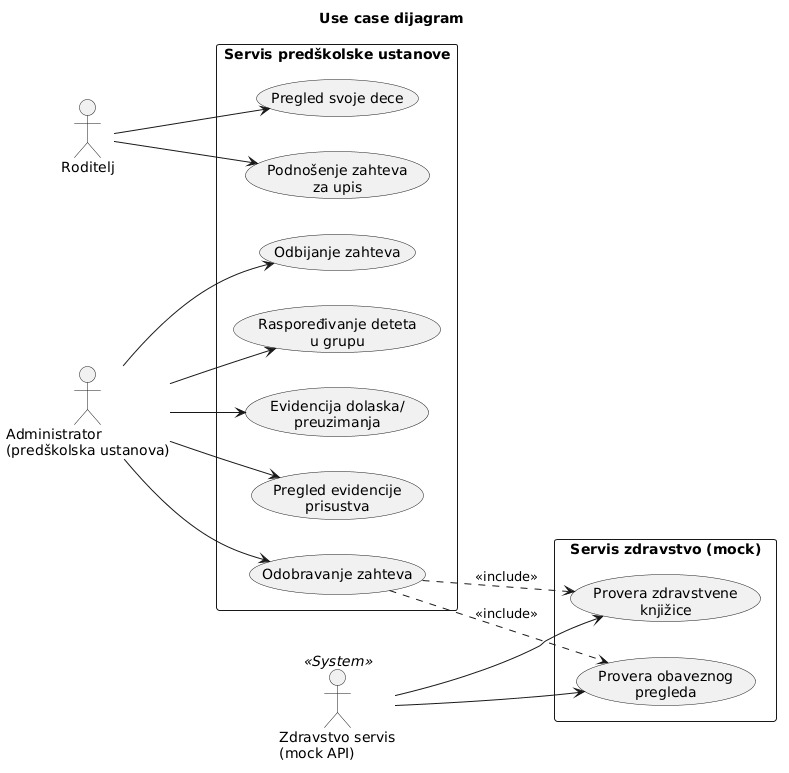 Use case dijagram
Servis predškolske ustanove
Pregled svoje dece
Roditelj
Podnošenje zahteva
za upis
Odbijanje zahteva
Raspoređivanje deteta
u grupu
Administrator
(predškolska ustanova)
Evidencija dolaska/
preuzimanja
Pregled evidencije
prisustva
Odobravanje zahteva
«include»
«include»
Servis zdravstvo (mock)
Provera zdravstvene
knjižice
Provera obaveznog
pregleda
«System»
Zdravstvo servis
(mock API)